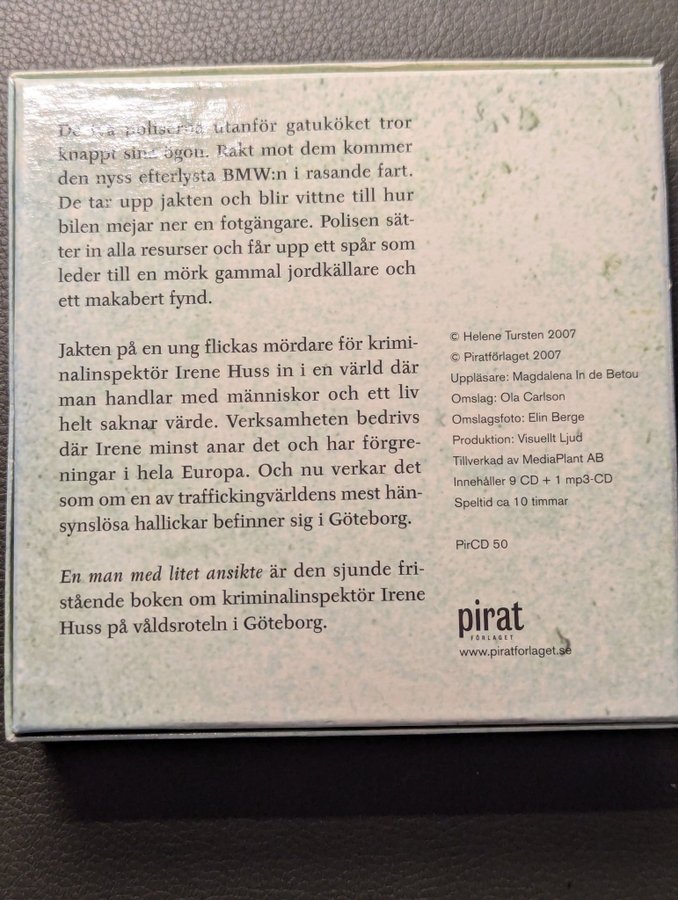 De två poliserna utanför gatuköket tror
knappt sina ögon. Rakt mot dem kommer
den nyss efterlysta BMW:n i rasande fart.
De tar upp jakten och blir vittne till hur
bilen mejar ner en fotgängare. Polisen sät-
ter in alla resurser och får upp ett spår som
leder till en mörk gammal jordkällare och
ett makabert fynd.
Jakten på en ung flickas mördare för krimi-
nalinspektör Irene Huss in i en värld där
man handlar med människor och ett liv
helt saknar värde. Verksamheten bedrivs
där Irene minst anar det och har förgre-
ningar i hela Europa. Och nu verkar det
som om en av traffickingvärldens mest hän-
synslösa hallickar befinner sig i Göteborg.
En man med litet ansikte är den sjunde fri-
stående boken om kriminalinspektör Irene
Huss på våldsroteln i Göteborg.
© Helene Tursten 2007
© Piratförlaget 2007
Uppläsare: Magdalena In de Betou
Omslag: Ola Carlson
Omslagsfoto: Elin Berge
Produktion: Visuellt Ljud
Tillverkad av MediaPlant AB
Innehåller 9 CD + 1 mp3-CD
Speltid ca 10 timmar
PirCD 50
pirat
FÖRLAGET
www.piratforlaget.se